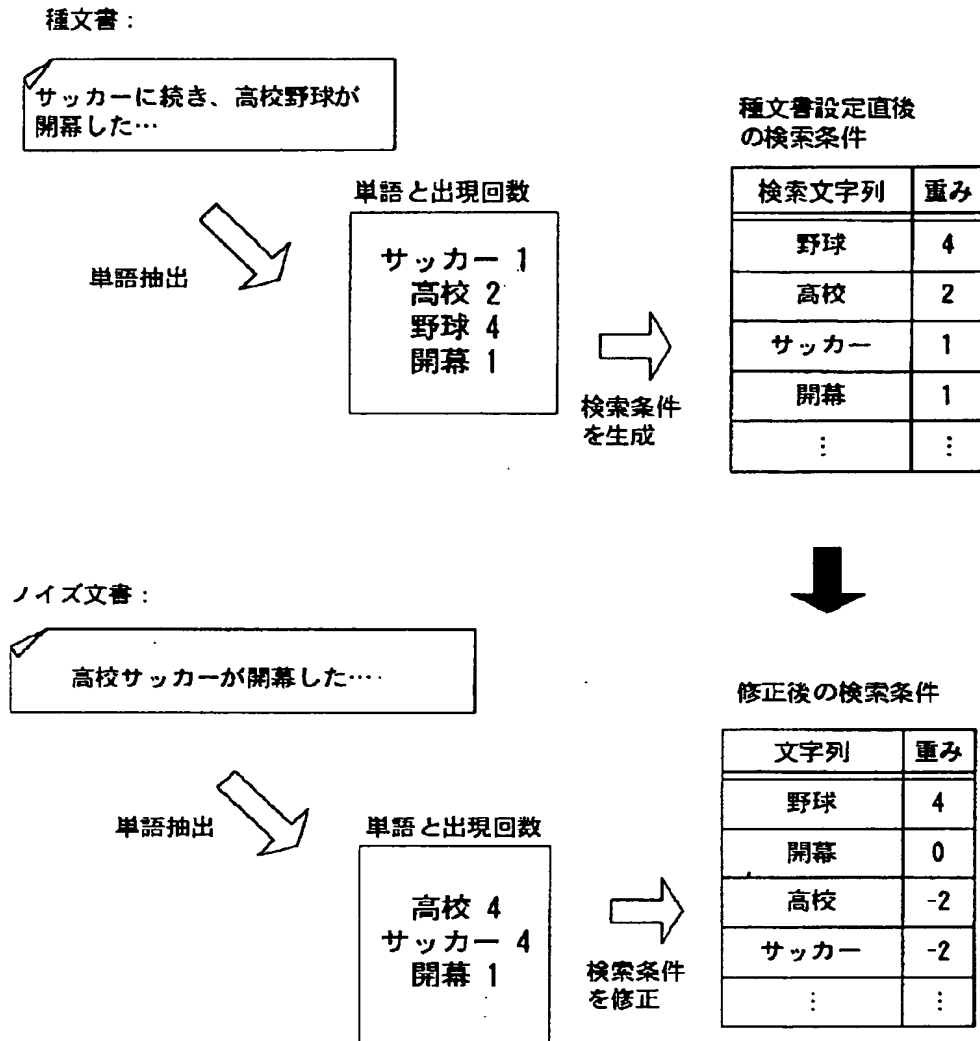 種文書：
サッカーに続き、高校野球が
開幕した…
単語抽出
単語と出現回数
サッカー 1
高校 2
野球 4
開幕 1
検索条件
を生成
種文書設定直後
の検索条件
検索文字列 重み
野球 4
高校 2
サッカー 1
開幕 1
⋮ ⋮
ノイズ文書：
高校サッカーが開幕した…
単語抽出
単語と出現回数
高校 4
サッカー 4
開幕 1
検索条件
を修正
修正後の検索条件
文字列 重み
野球 4
開幕 0
高校 -2
サッカー -2
⋮ ⋮